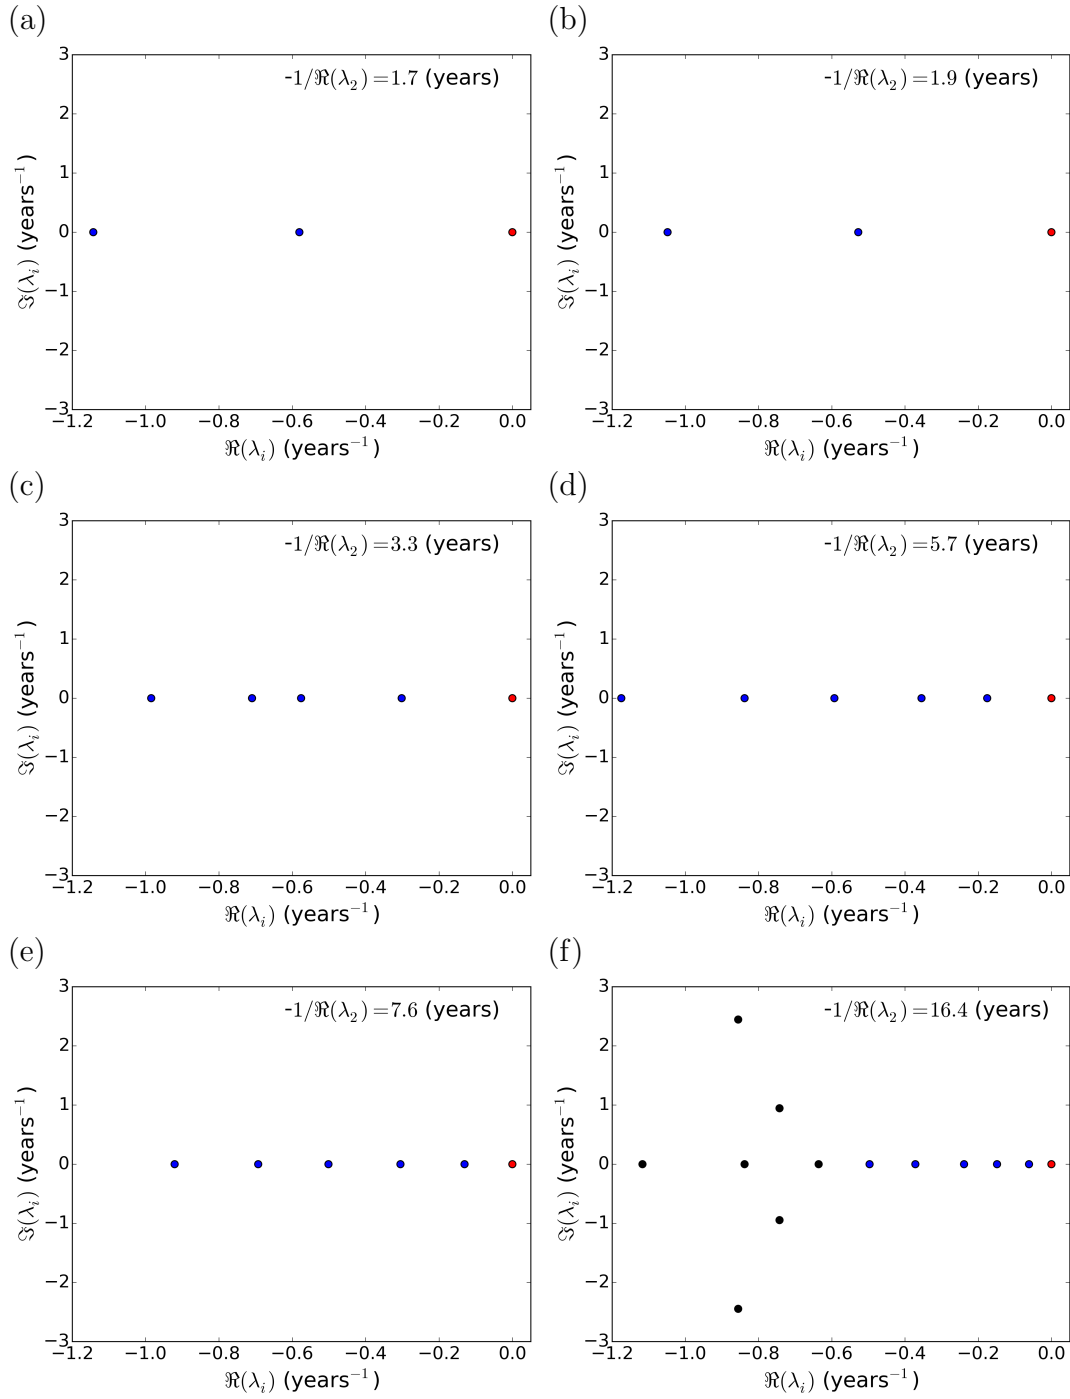 (a)
-1/ℜ(λ₂)=1.7 (years)
3
2
1
0
−1
−2
−3
ℑ(λᵢ) (years⁻¹)
−1.2 −1.0 −0.8 −0.6 −0.4 −0.2 0.0
ℜ(λᵢ) (years⁻¹)
(b)
-1/ℜ(λ₂)=1.9 (years)
3
2
1
0
−1
−2
−3
ℑ(λᵢ) (years⁻¹)
−1.2 −1.0 −0.8 −0.6 −0.4 −0.2 0.0
ℜ(λᵢ) (years⁻¹)
(c)
-1/ℜ(λ₂)=3.3 (years)
3
2
1
0
−1
−2
−3
ℑ(λᵢ) (years⁻¹)
−1.2 −1.0 −0.8 −0.6 −0.4 −0.2 0.0
ℜ(λᵢ) (years⁻¹)
(d)
-1/ℜ(λ₂)=5.7 (years)
3
2
1
0
−1
−2
−3
ℑ(λᵢ) (years⁻¹)
−1.2 −1.0 −0.8 −0.6 −0.4 −0.2 0.0
ℜ(λᵢ) (years⁻¹)
(e)
-1/ℜ(λ₂)=7.6 (years)
3
2
1
0
−1
−2
−3
ℑ(λᵢ) (years⁻¹)
−1.2 −1.0 −0.8 −0.6 −0.4 −0.2 0.0
ℜ(λᵢ) (years⁻¹)
(f)
-1/ℜ(λ₂)=16.4 (years)
3
2
1
0
−1
−2
−3
ℑ(λᵢ) (years⁻¹)
−1.2 −1.0 −0.8 −0.6 −0.4 −0.2 0.0
ℜ(λᵢ) (years⁻¹)